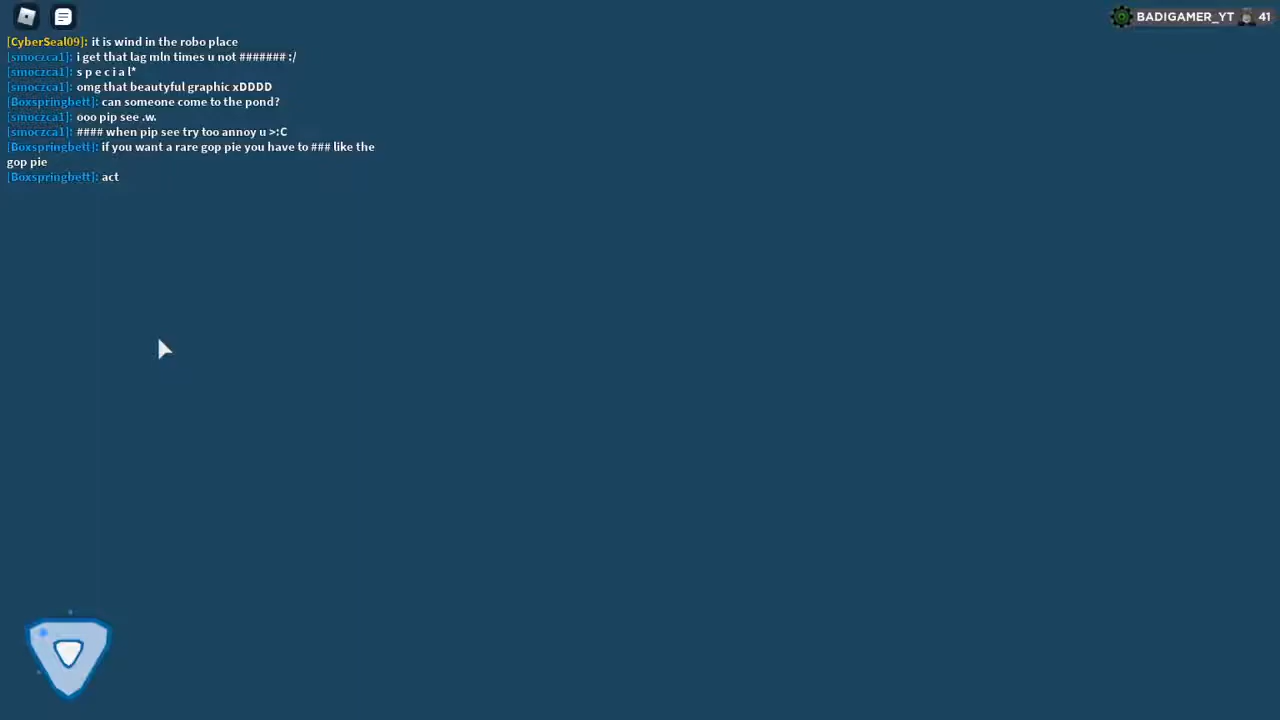 BADIGAMER_YT 41
[CyberSeal09]: it is wind in the robo place
[smoczca1]: i get that lag mln times u not ####### :/
[smoczca1]: s p e c i a l*
[smoczca1]: omg that beautyful graphic xDDDD
[Boxspringbett]: can someone come to the pond?
[smoczca1]: ooo pip see .w.
[smoczca1]: #### when pip see try too annoy u >:C
[Boxspringbett]: if you want a rare gop pie you have to ### like the
gop pie
[Boxspringbett]: act